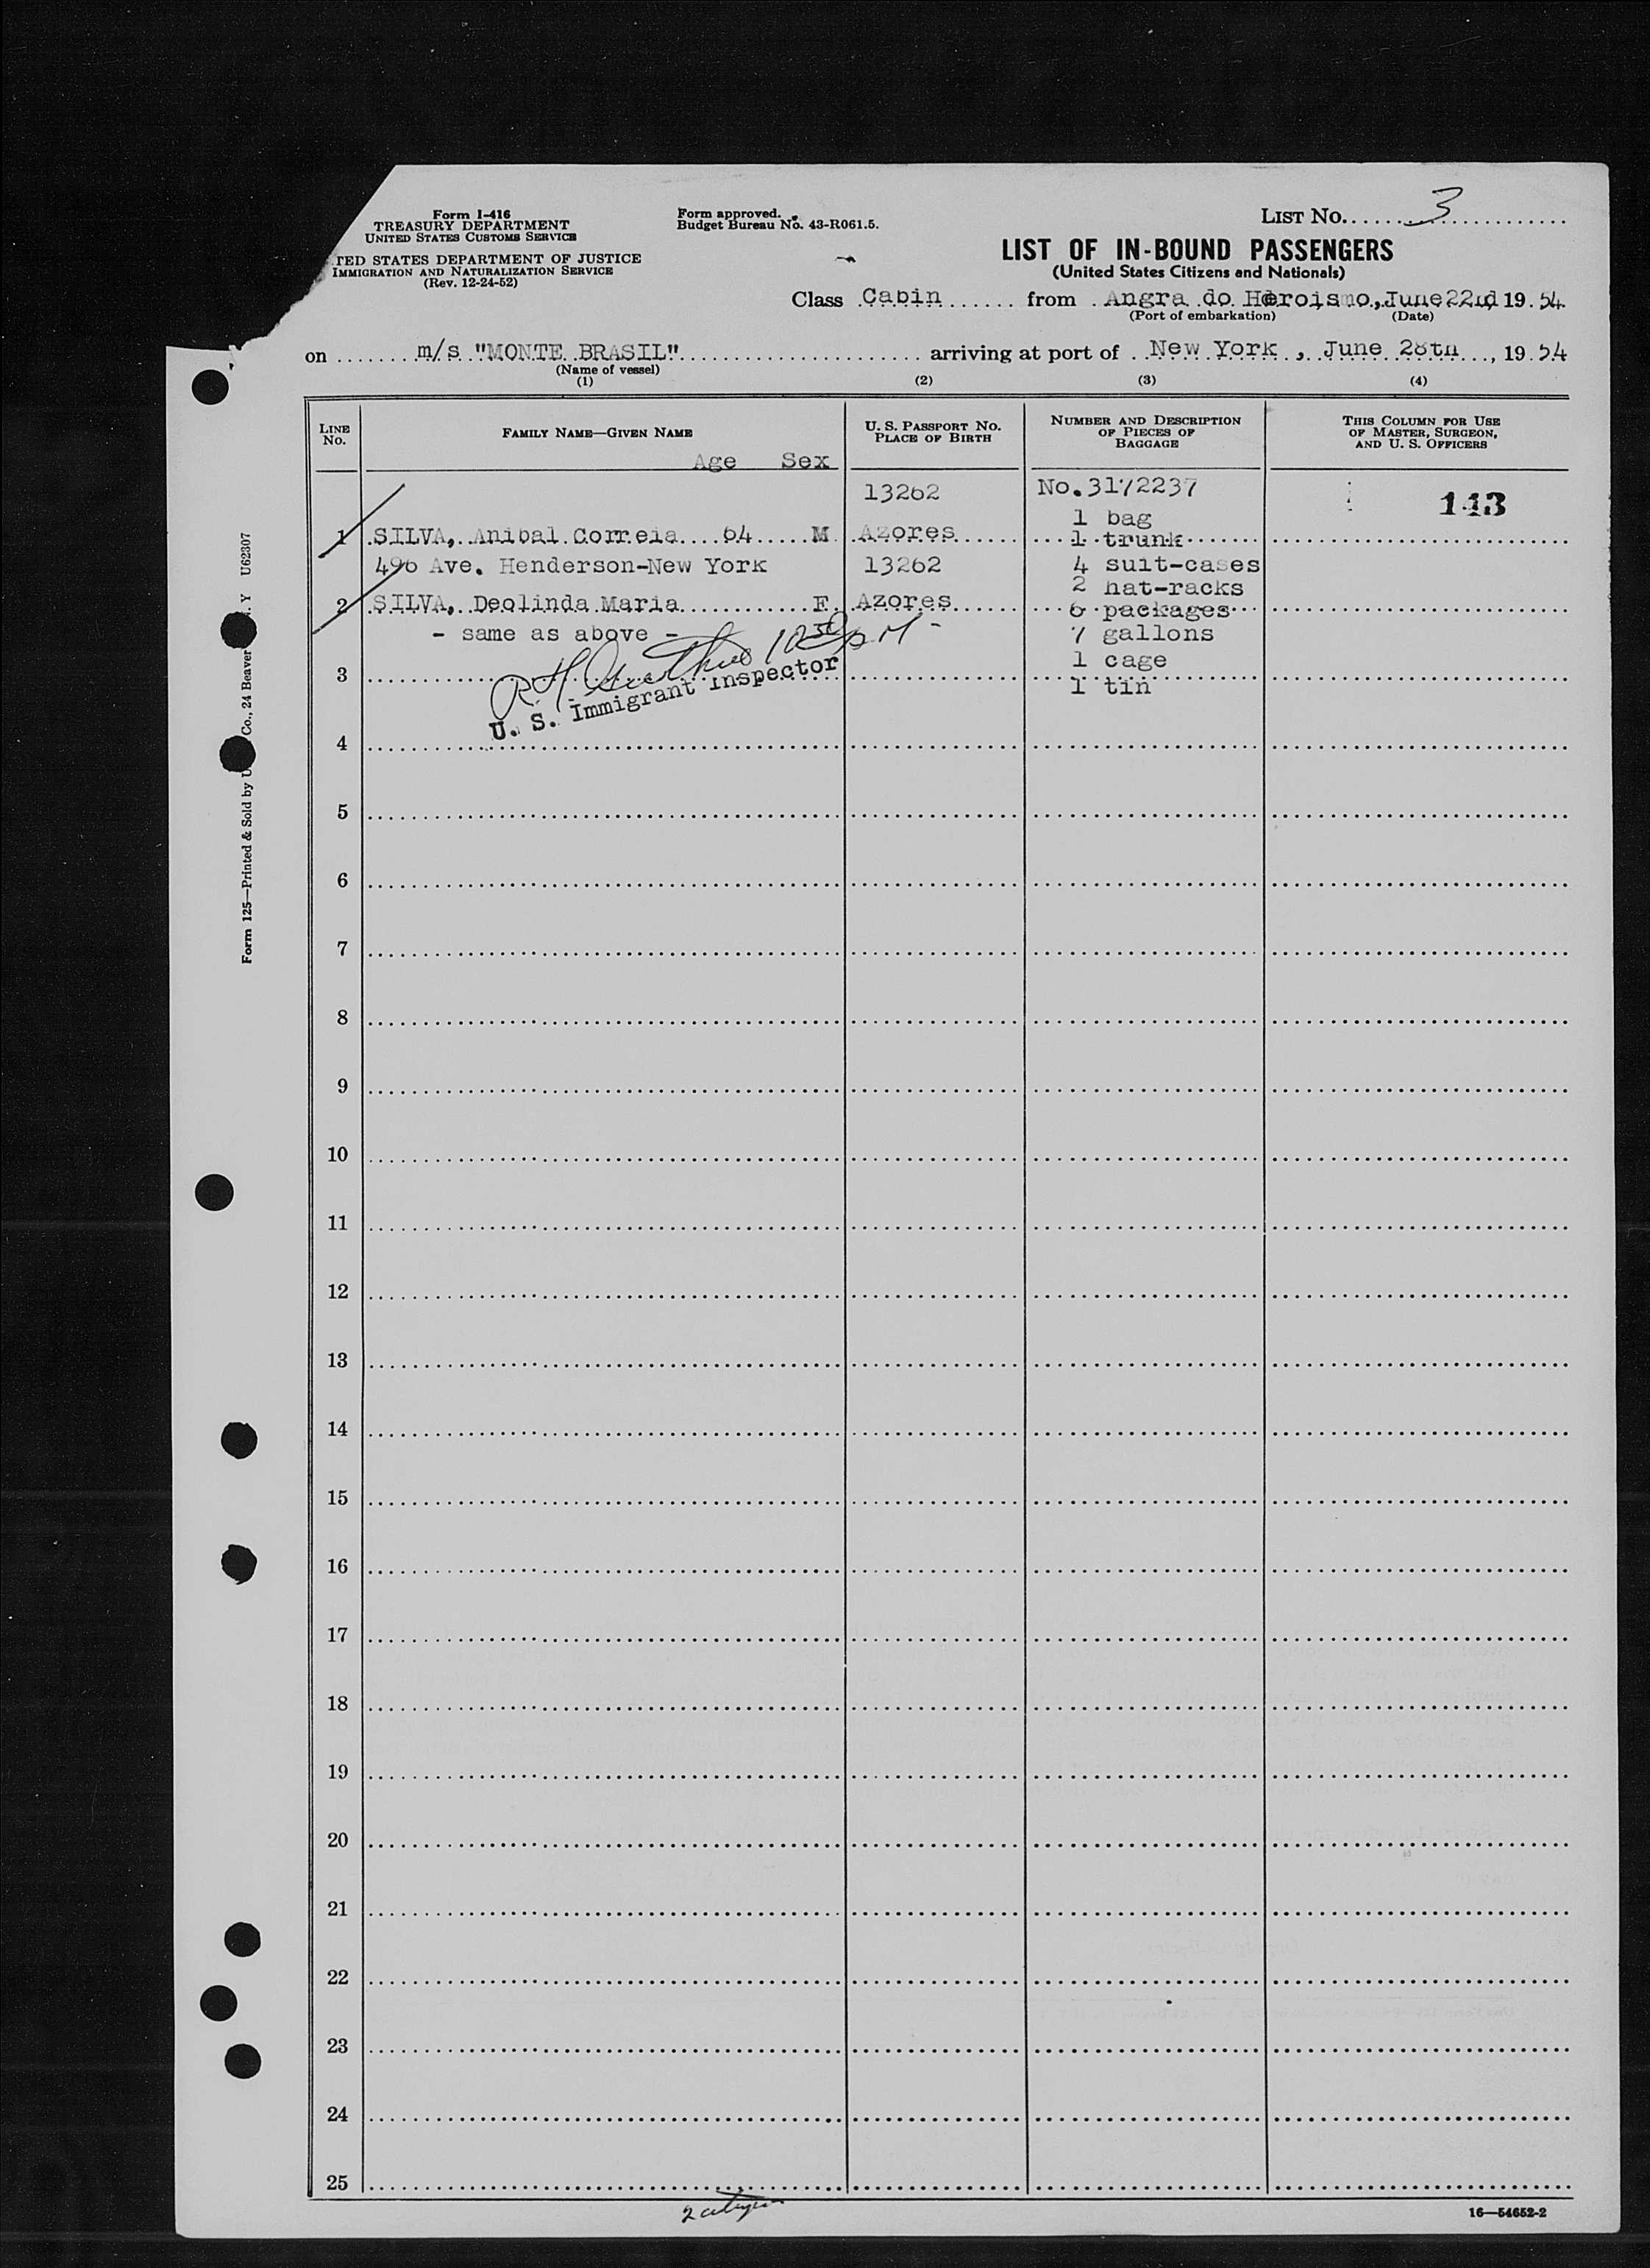 Form I-416
TREASURY DEPARTMENT
UNITED STATES CUSTOMS SERVICE
TED STATES DEPARTMENT OF JUSTICE
IMMIGRATION AND NATURALIZATION SERVICE
(Rev. 12-24-52)
Form approved.
Budget Bureau No. 43-R061.5.
LIST No. 3
LIST OF IN-BOUND PASSENGERS
(United States Citizens and Nationals)
Class Cabin from Angra do Heroismo, June 22nd 19 54
(Port of embarkation) (Date)
on m/s "MONTE BRASIL" arriving at port of New York, June 28th, 19 54
(Name of vessel)
(1) (2) (3) (4)
LINE No. FAMILY NAME—GIVEN NAME Age Sex
U. S. PASSPORT No. PLACE OF BIRTH
NUMBER AND DESCRIPTION OF PIECES OF BAGGAGE
THIS COLUMN FOR USE OF MASTER, SURGEON, AND U. S. OFFICERS
13262 No.3172237 143
1 bag
1 SILVA, Anibal Correia 64 M Azores 1 trunk
496 Ave. Henderson-New York 13262 4 suit-cases
2 hat-racks
2 SILVA, Deolinda Maria F Azores 6 packages
- same as above - 7 gallons
1 cage
3 1 tin
U. S. Immigrant Inspector
4
5
6
7
8
9
10
11
12
13
14
15
16
17
18
19
20
21
22
23
24
25
16—54652-2
Form 125—Printed & Sold by U Co., 24 Beaver Y U62307